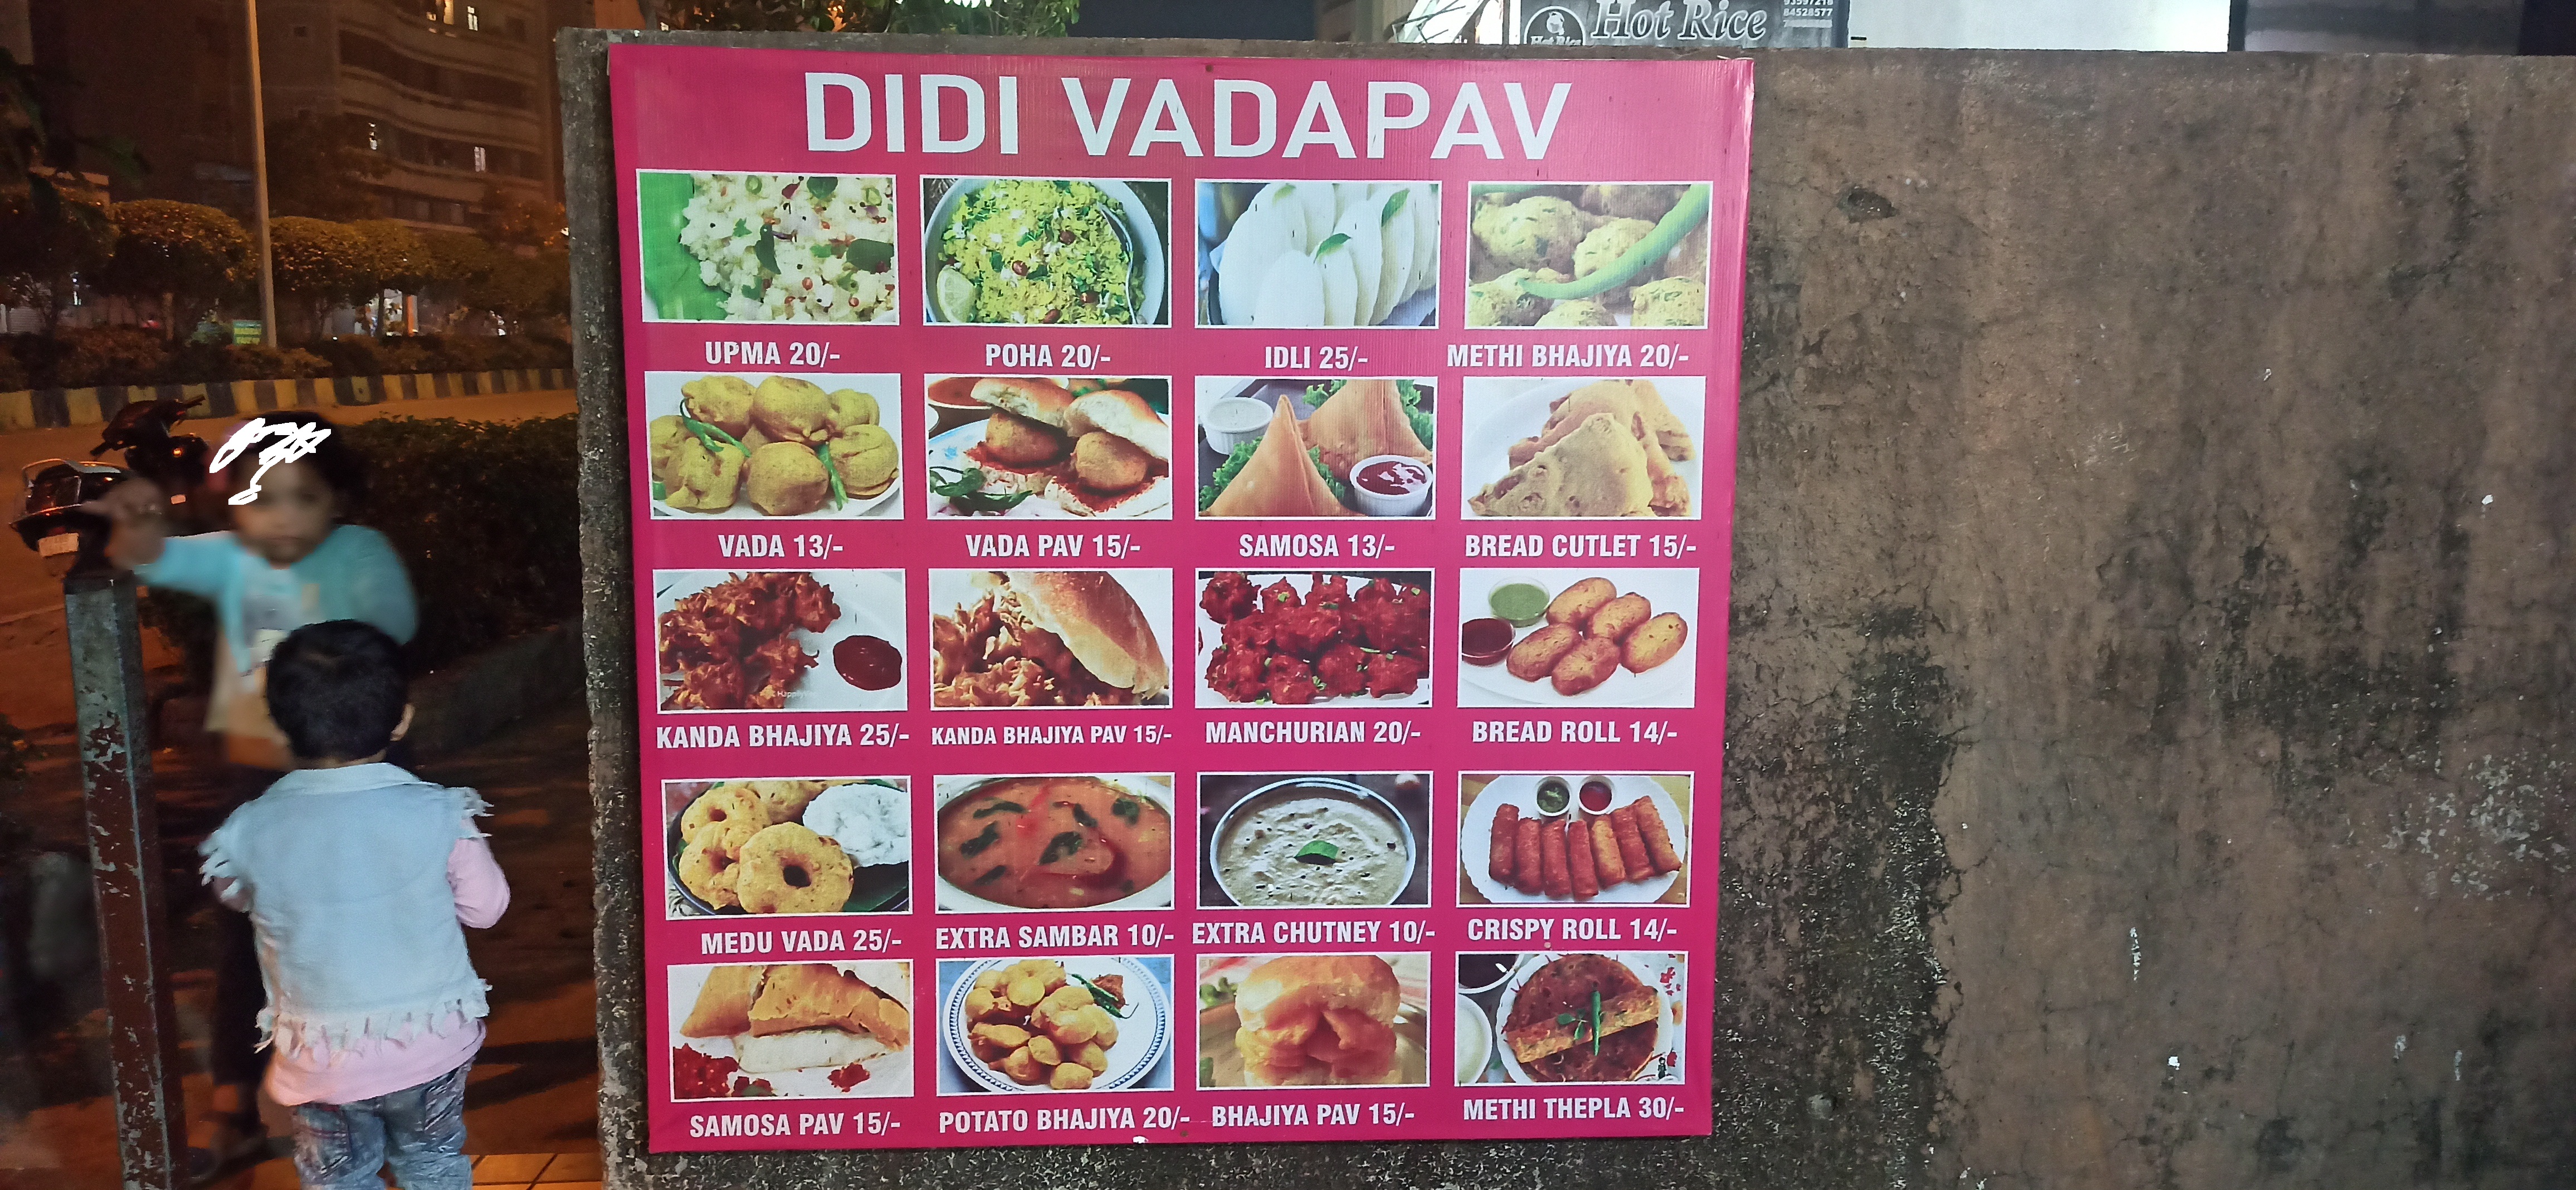 Hot Rice
84528577
DIDI VADAPAV
UPMA 20/- POHA 20/- IDLI 25/- METHI BHAJIYA 20/-
VADA 13/- VADA PAV 15/- SAMOSA 13/- BREAD CUTLET 15/-
KANDA BHAJIYA 25/- KANDA BHAJIYA PAV 15/- MANCHURIAN 20/- BREAD ROLL 14/-
MEDU VADA 25/- EXTRA SAMBAR 10/- EXTRA CHUTNEY 10/- CRISPY ROLL 14/-
SAMOSA PAV 15/- POTATO BHAJIYA 20/- BHAJIYA PAV 15/- METHI THEPLA 30/-